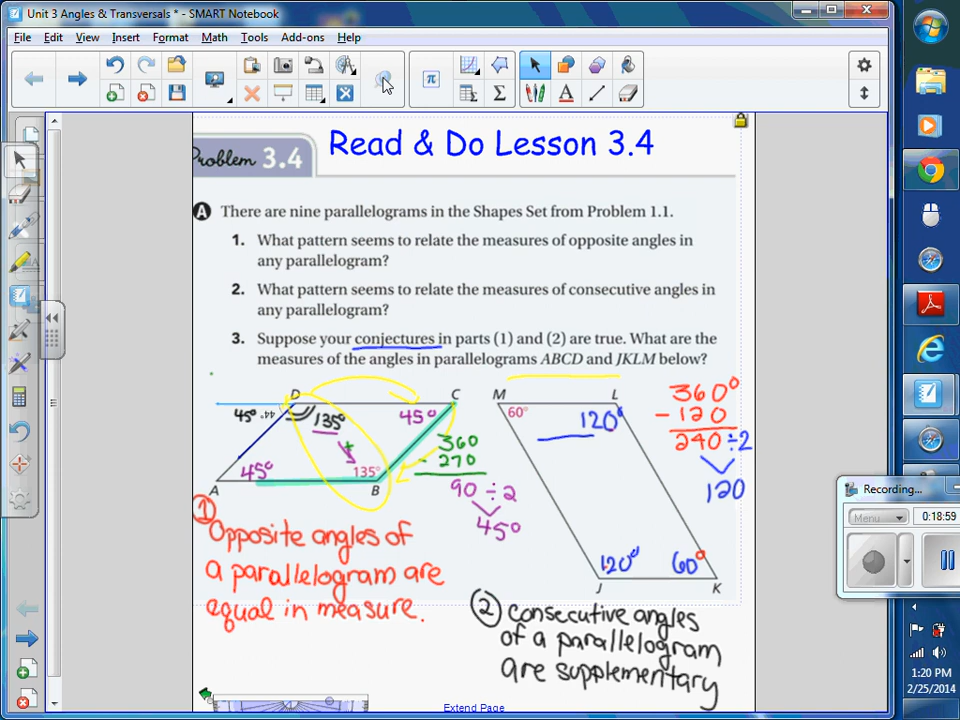 Unit 3 Angles & Transversals * - SMART Notebook
File Edit View Insert Format Math Tools Add-ons Help
π
Σ
A
Problem 3.4
Read & Do Lesson 3.4
A There are nine parallelograms in the Shapes Set from Problem 1.1.
1. What pattern seems to relate the measures of opposite angles in
any parallelogram?
2. What pattern seems to relate the measures of consecutive angles in
any parallelogram?
3. Suppose your conjectures in parts (1) and (2) are true. What are the
measures of the angles in parallelograms ABCD and JKLM below?
D C M L
45° 135° 45° 60° 120°
45° 135°
A B
360
- 270
90 ÷ 2
45°
360°
- 120
240 ÷ 2
120
120° 60°
J K
1
Opposite angles of
a parallelogram are
equal in measure.
2 Consecutive angles
of a parallelogram
are supplementary
Extend Page
Recording...
Menu
0:18:59
1:20 PM
2/25/2014